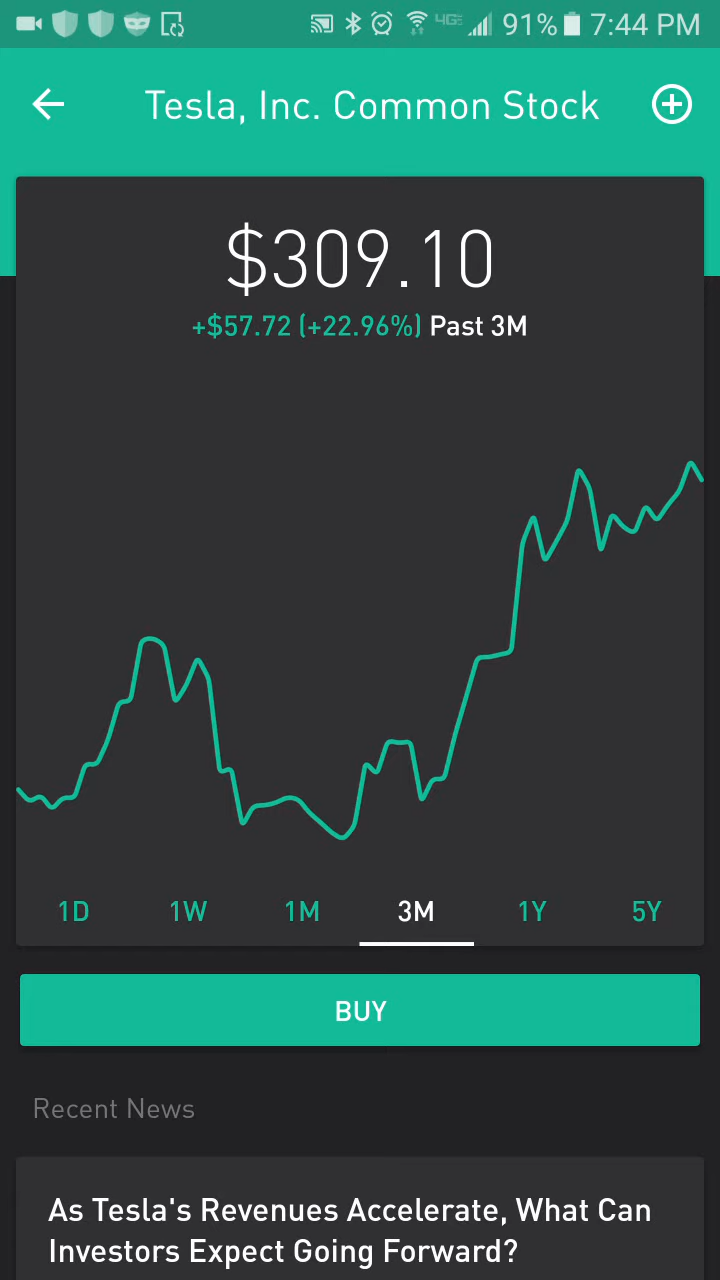 4GE 91% 7:44 PM
Tesla, Inc. Common Stock
$309.10
+$57.72 (+22.96%) Past 3M
1D 1W 1M 3M 1Y 5Y
BUY
Recent News
As Tesla's Revenues Accelerate, What Can
Investors Expect Going Forward?